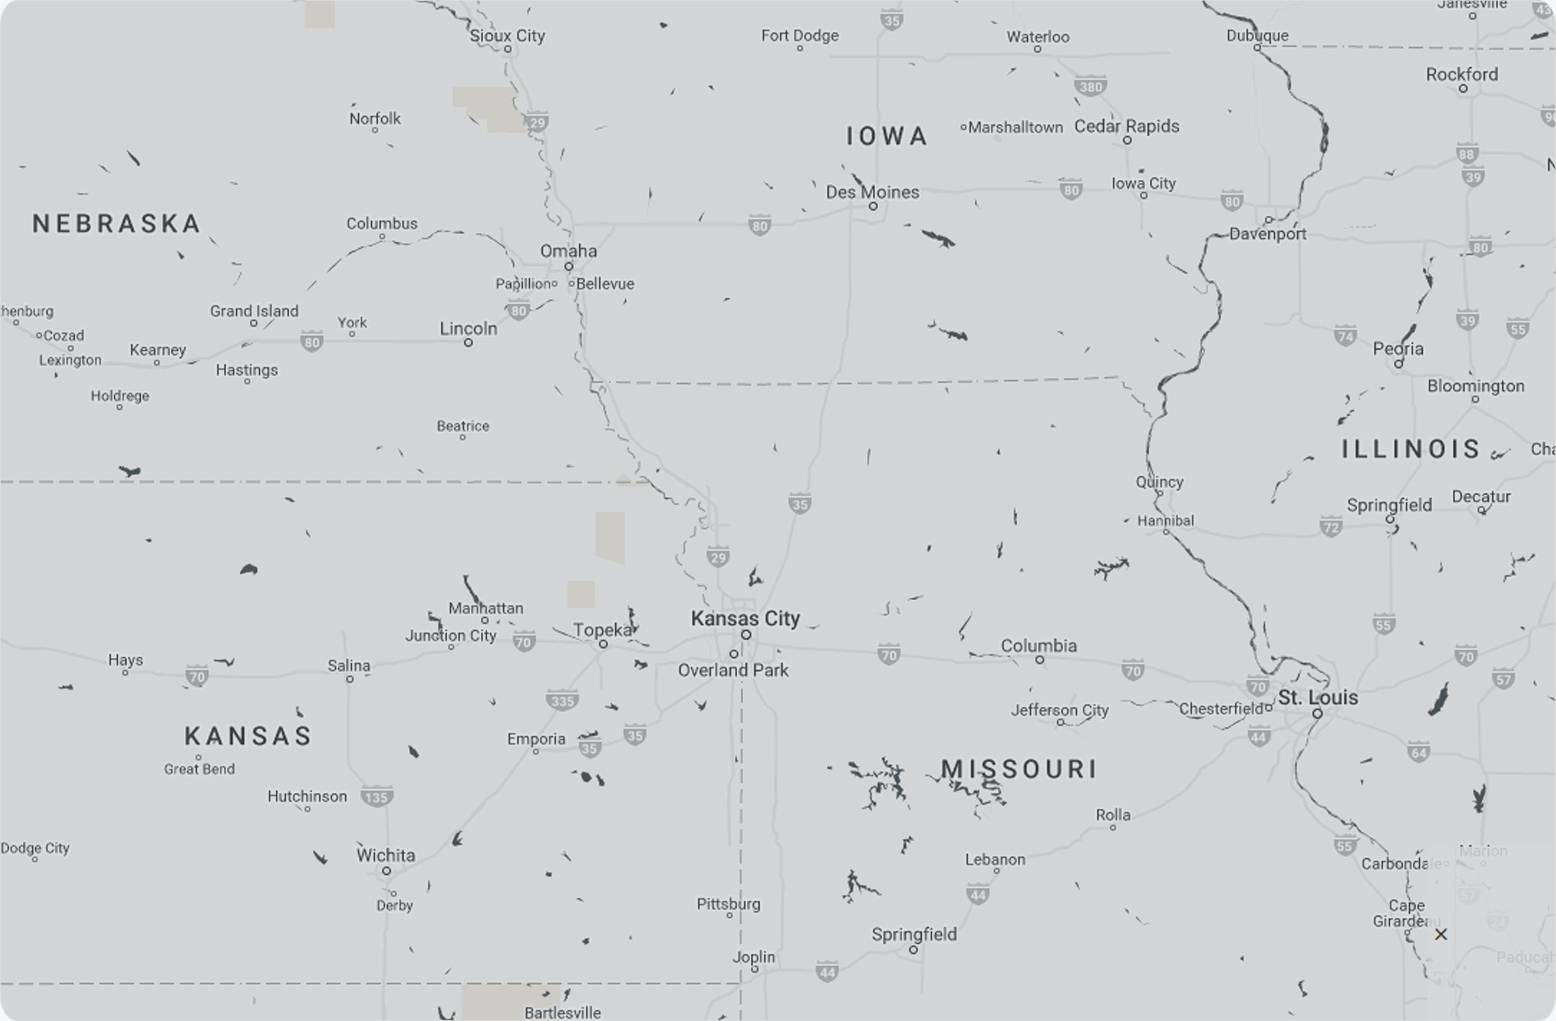 Janesville
43
Sioux City
Fort Dodge
35
Waterloo
Dubuque
Rockford
380
Norfolk
29
IOWA
Marshalltown
Cedar Rapids
88
39
Des Moines
80
Iowa City
80
NEBRASKA
Columbus
80
Davenport
80
Omaha
Papillion
Bellevue
henburg
Grand Island
80
Cozad
York
80
Lincoln
39
55
74
Lexington
Kearney
Peoria
Hastings
Bloomington
Holdrege
Beatrice
ILLINOIS
Cha
Quincy
35
Springfield
Decatur
Hannibal
72
29
Manhattan
Kansas City
55
Junction City
70
Topeka
Hays
70
Salina
Overland Park
70
Columbia
70
70
57
70
335
Jefferson City
Chesterfield
St. Louis
KANSAS
Emporia
35
35
44
64
Great Bend
MISSOURI
Hutchinson
135
Rolla
Dodge City
Wichita
Lebanon
55
Marion
Carbondale
Derby
Pittsburg
44
57
Cape
Girardeau
24
Springfield
Joplin
44
Paducah
Bartlesville